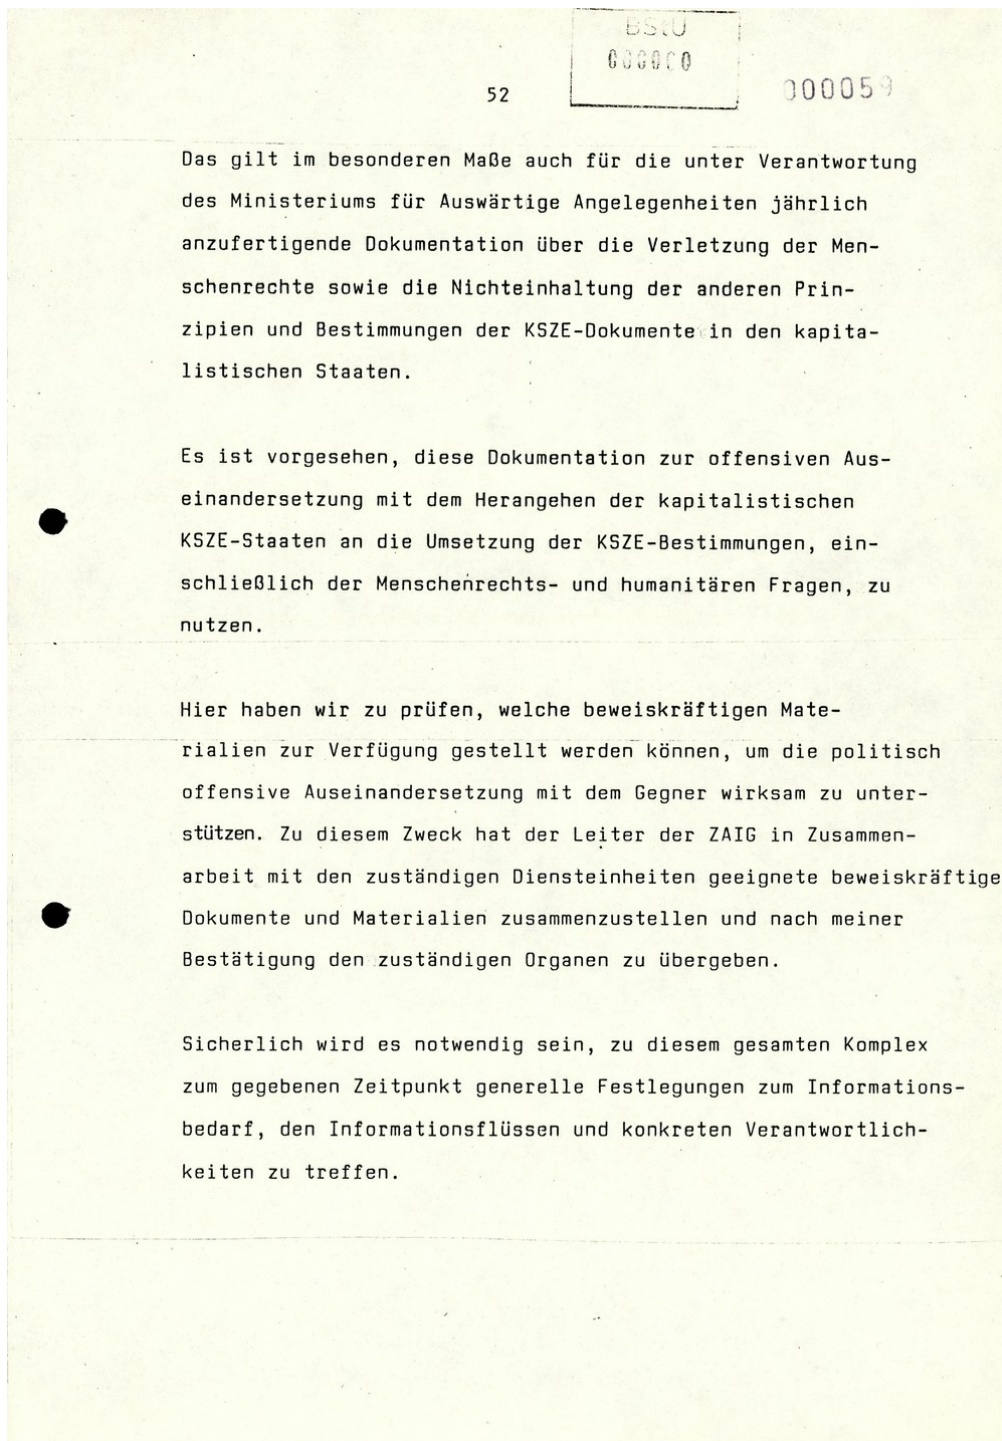 BStU
52
Das gilt im besonderen Maße auch für die unter Verantwortung
des Ministeriums für Auswärtige Angelegenheiten jährlich
anzufertigende Dokumentation über die Verletzung der Men-
schenrechte sowie die Nichteinhaltung der anderen Prin-
zipien und Bestimmungen der KSZE-Dokumente in den kapita-
listischen Staaten.
Es ist vorgesehen, diese Dokumentation zur offensiven Aus-
einandersetzung mit dem Herangehen der kapitalistischen
KSZE-Staaten an die Umsetzung der KSZE-Bestimmungen, ein-
schließlich der Menschenrechts- und humanitären Fragen, zu
nutzen.
Hier haben wir zu prüfen, welche beweiskräftigen Mate-
rialien zur Verfügung gestellt werden können, um die politisch
offensive Auseinandersetzung mit dem Gegner wirksam zu unter-
stützen. Zu diesem Zweck hat der Leiter der ZAIG in Zusammen-
arbeit mit den zuständigen Diensteinheiten geeignete beweiskräftige
Dokumente und Materialien zusammenzustellen und nach meiner
Bestätigung den zuständigen Organen zu übergeben.
Sicherlich wird es notwendig sein, zu diesem gesamten Komplex
zum gegebenen Zeitpunkt generelle Festlegungen zum Informations-
bedarf, den Informationsflüssen und konkreten Verantwortlich-
keiten zu treffen.